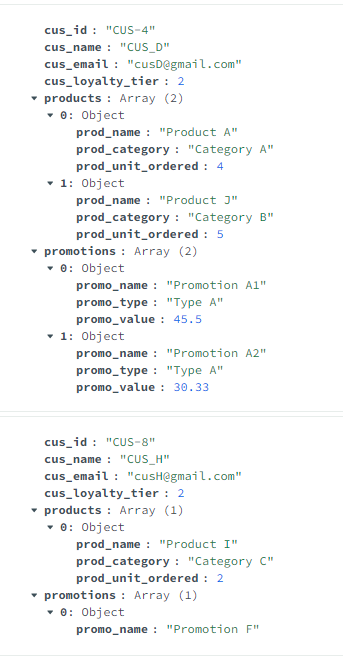 cus_id : "CUS-4"
cus_name : "CUS_D"
cus_email : "cusD@gmail.com"
cus_loyalty_tier : 2
products : Array (2)
0: Object
prod_name : "Product A"
prod_category : "Category A"
prod_unit_ordered : 4
1: Object
prod_name : "Product J"
prod_category : "Category B"
prod_unit_ordered : 5
promotions : Array (2)
0: Object
promo_name : "Promotion A1"
promo_type : "Type A"
promo_value : 45.5
1: Object
promo_name : "Promotion A2"
promo_type : "Type A"
promo_value : 30.33
cus_id : "CUS-8"
cus_name : "CUS_H"
cus_email : "cusH@gmail.com"
cus_loyalty_tier : 2
products : Array (1)
0: Object
prod_name : "Product I"
prod_category : "Category C"
prod_unit_ordered : 2
promotions : Array (1)
0: Object
promo_name : "Promotion F"